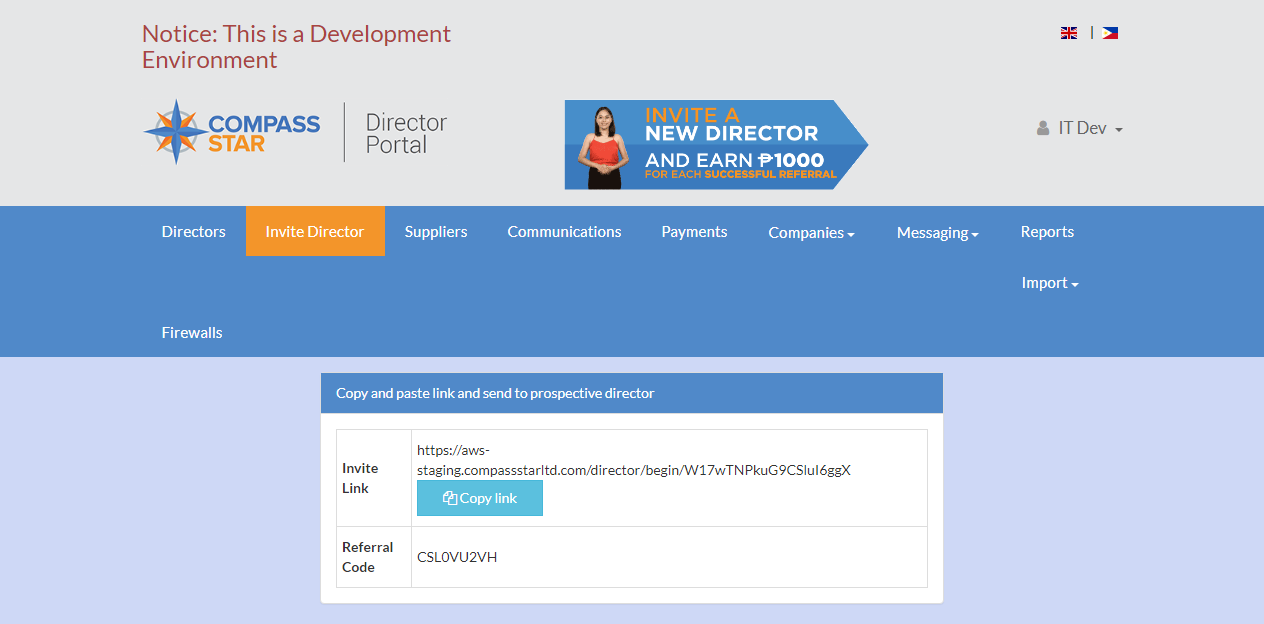 Notice: This is a Development
Environment
|
COMPASS
STAR
Director
Portal
INVITE A
NEW DIRECTOR
AND EARN ₱1000
FOR EACH SUCCESSFUL REFERRAL
IT Dev
Directors Invite Director Suppliers Communications Payments Companies Messaging Reports
Import
Firewalls
Copy and paste link and send to prospective director
Invite
Link
https://aws-
staging.compassstarltd.com/director/begin/W17wTNPkuG9CSluI6ggX
Copy link
Referral
Code
CSL0VU2VH